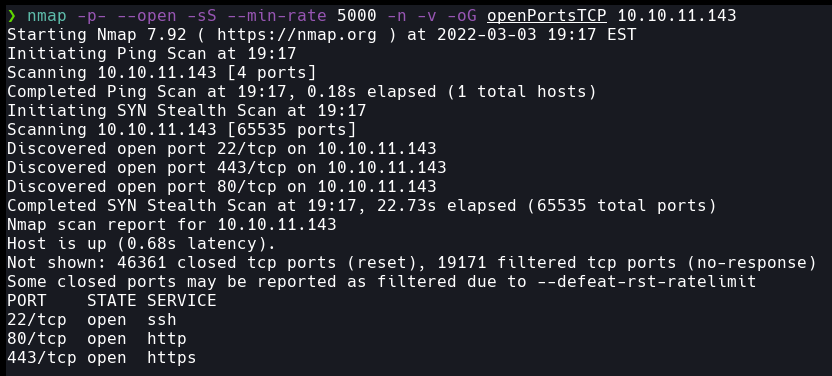 ❯ nmap -p- --open -sS --min-rate 5000 -n -v -oG openPortsTCP 10.10.11.143
Starting Nmap 7.92 ( https://nmap.org ) at 2022-03-03 19:17 EST
Initiating Ping Scan at 19:17
Scanning 10.10.11.143 [4 ports]
Completed Ping Scan at 19:17, 0.18s elapsed (1 total hosts)
Initiating SYN Stealth Scan at 19:17
Scanning 10.10.11.143 [65535 ports]
Discovered open port 22/tcp on 10.10.11.143
Discovered open port 443/tcp on 10.10.11.143
Discovered open port 80/tcp on 10.10.11.143
Completed SYN Stealth Scan at 19:17, 22.73s elapsed (65535 total ports)
Nmap scan report for 10.10.11.143
Host is up (0.68s latency).
Not shown: 46361 closed tcp ports (reset), 19171 filtered tcp ports (no-response)
Some closed ports may be reported as filtered due to --defeat-rst-ratelimit
PORT    STATE SERVICE
22/tcp  open  ssh
80/tcp  open  http
443/tcp open  https